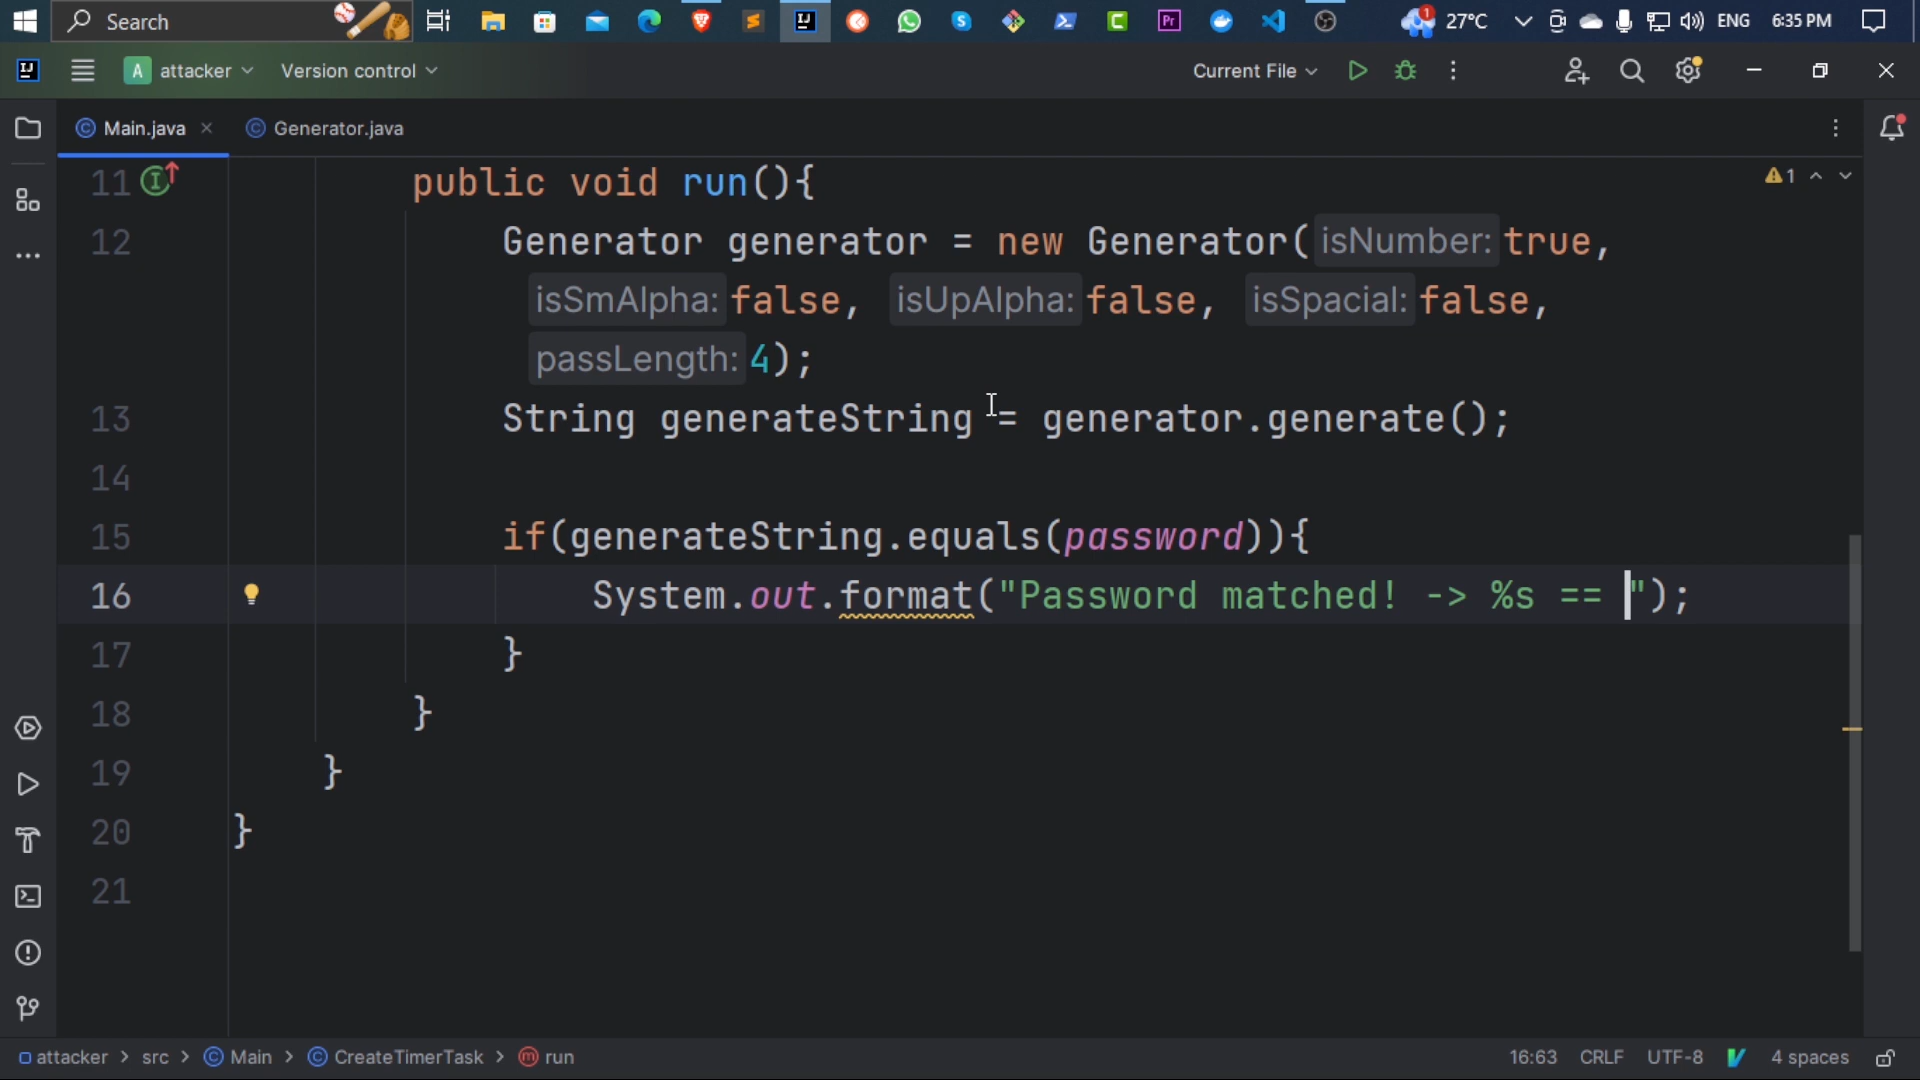 Search
27°C
1
ENG
6:35 PM
A attacker
Version control
Current File
Main.java
Generator.java
1
11 public void run(){
12 Generator generator = new Generator( isNumber: true,
isSmAlpha: false, isUpAlpha: false, isSpacial: false,
passLength: 4);
13 String generateString = generator.generate();
14
15 if(generateString.equals(password)){
16 System.out.format("Password matched! -> %s == ");
17 }
18 }
19 }
20 }
21
attacker > src > Main > CreateTimerTask > run
16:63 CRLF UTF-8 4 spaces